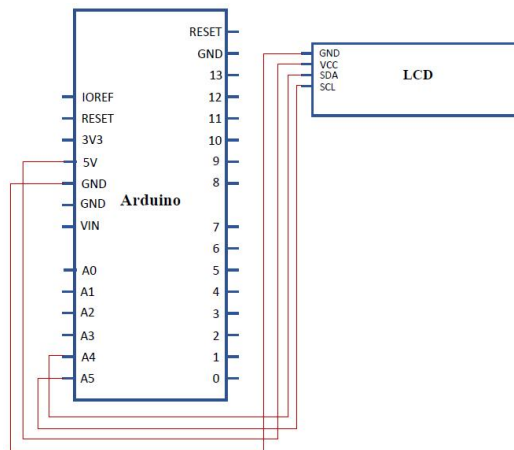 RESET
GND
13
IOREF
12
RESET
11
3V3
10
5V
9
GND
8
GND
Arduino
VIN
7
6
A0
5
A1
4
A2
3
A3
2
A4
1
A5
0
GND
VCC
SDA
SCL
LCD